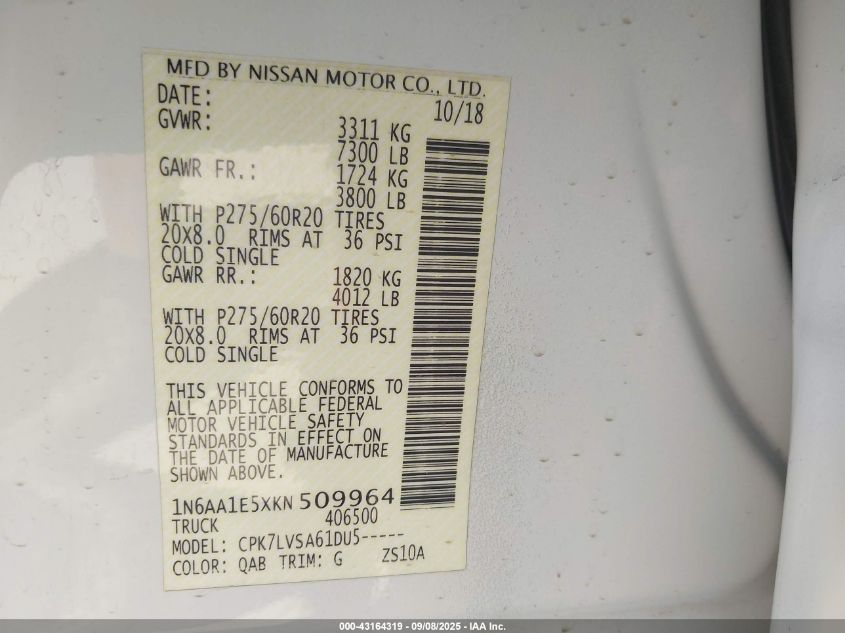 MFD BY NISSAN MOTOR CO., LTD.
DATE: 10/18
GVWR: 3311 KG
7300 LB
GAWR FR.: 1724 KG
3800 LB
WITH P275/60R20 TIRES
20X8.0 RIMS AT 36 PSI
COLD SINGLE
GAWR RR.: 1820 KG
4012 LB
WITH P275/60R20 TIRES
20X8.0 RIMS AT 36 PSI
COLD SINGLE
THIS VEHICLE CONFORMS TO
ALL APPLICABLE FEDERAL
MOTOR VEHICLE SAFETY
STANDARDS IN EFFECT ON
THE DATE OF MANUFACTURE
SHOWN ABOVE.
1N6AA1E5XKN 509964
TRUCK 406500
MODEL: CPK7LVSA61DU5-----
COLOR: QAB TRIM: G ZS10A
000-43164319 - 09/08/2025 - IAA Inc.